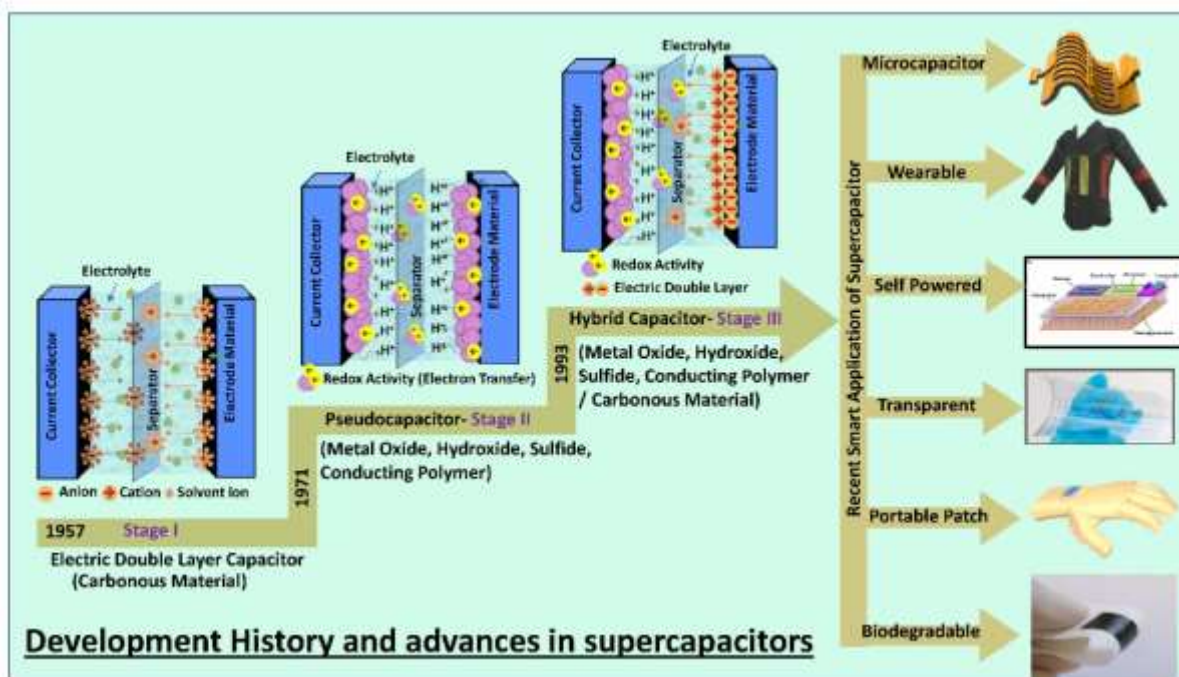 Electrolyte
Current Collector
Separator
Electrode Matarial
Anion
Cation
Solvent Ion
1957
Stage I
Electric Double Layer Capacitor
(Carbonous Material)
Electrolyte
Current Collector
H⁺
H⁺
H⁺
H⁺
H⁺
H⁺
H⁺
Separator
H⁺
H⁺
H⁺
H⁺
H⁺
H⁺
Electrode Material
Redox Activity (Electron Transfer)
1971
Pseudocapacitor- Stage II
(Metal Oxide, Hydroxide, Sulfide,
Conducting Polymer)
Electrolyte
Current Collector
H⁺
H⁺
H⁺
H⁺
H⁺
H⁺
H⁺
Separator
Electrode Material
Redox Activity
Electric Double Layer
1993
Hybrid Capacitor- Stage III
(Metal Oxide, Hydroxide,
Sulfide, Conducting Polymer
/ Carbonous Material)
Recent Smart Application of Supercapacitor
Microcapacitor
Wearable
Self Powered
Transparent
Portable Patch
Biodegradable
Development History and advances in supercapacitors